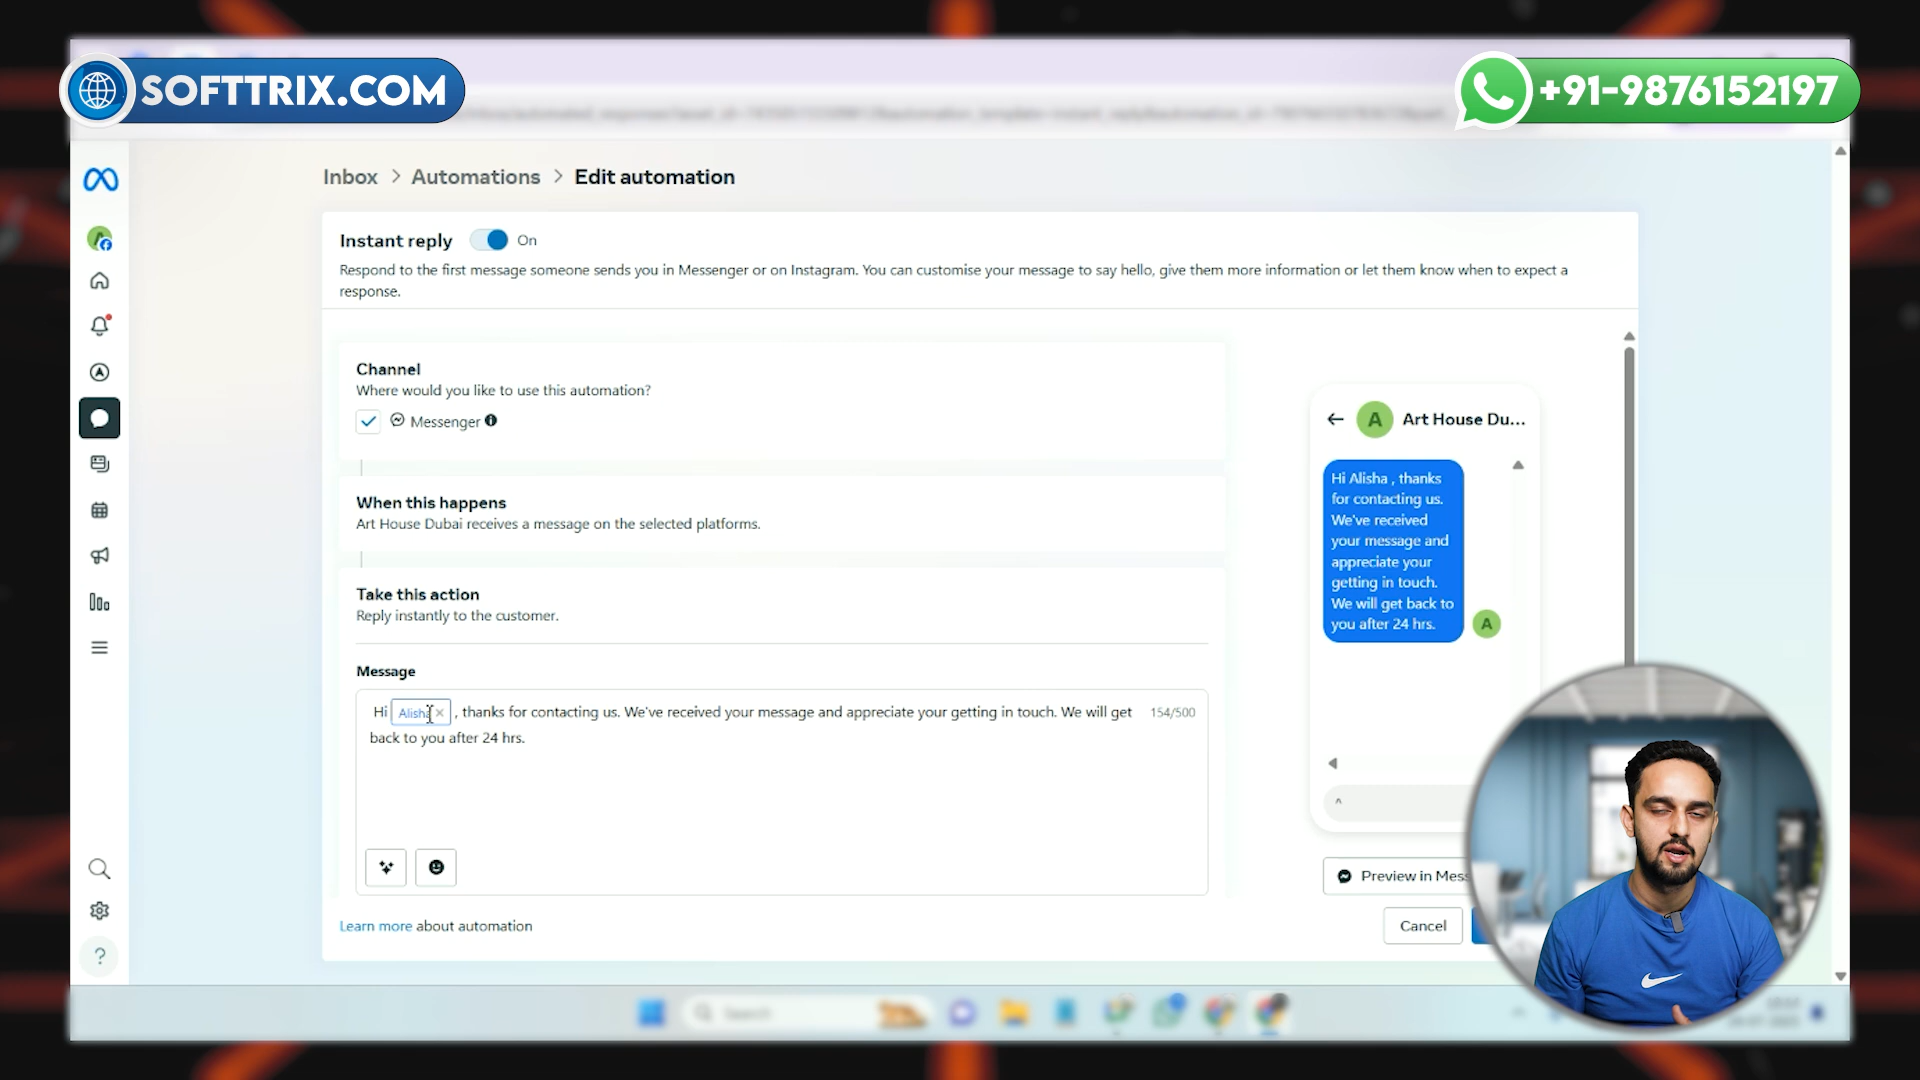 SOFTTRIX.COM
+91-9876152197
Inbox > Automations > Edit automation
Instant reply On
Respond to the first message someone sends you in Messenger or on Instagram. You can customise your message to say hello, give them more information or let them know when to expect a
response.
Channel
Where would you like to use this automation?
Messenger
When this happens
Art House Dubai receives a message on the selected platforms.
Take this action
Reply instantly to the customer.
Message
Hi Alisha , thanks for contacting us. We've received your message and appreciate your getting in touch. We will get 154/500
back to you after 24 hrs.
Learn more about automation
A Art House Du...
Hi Alisha , thanks
for contacting us.
We've received
your message and
appreciate your
getting in touch.
We will get back to
you after 24 hrs.
A
Preview in Mess
Cancel
Search